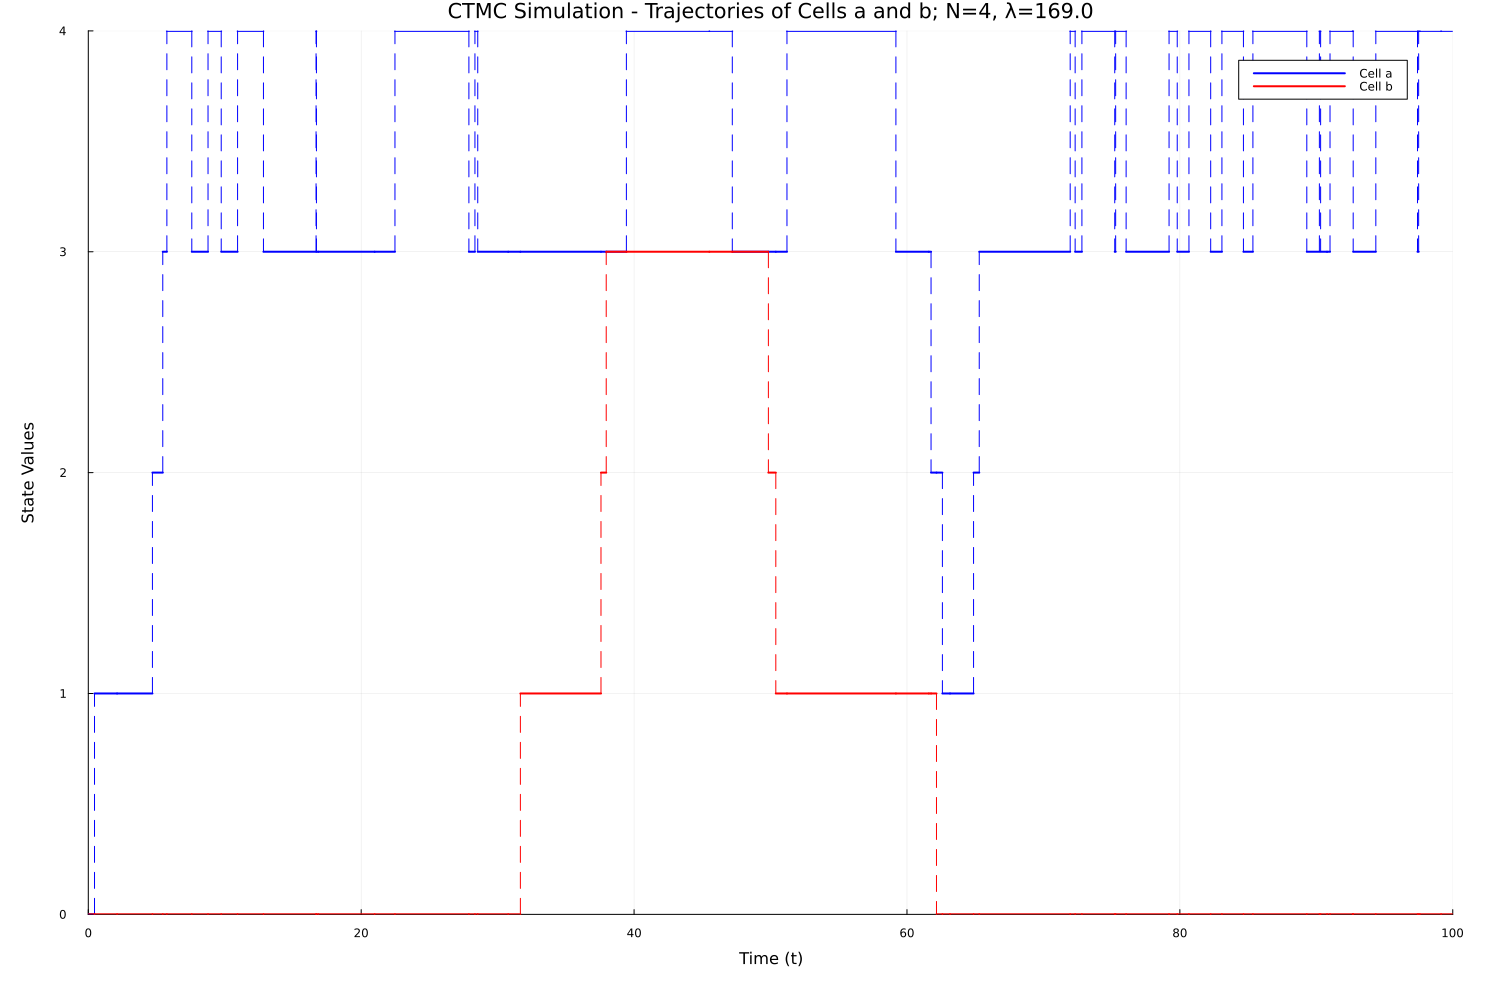 CTMC Simulation - Trajectories of Cells a and b; N=4, λ=169.0
4
Cell a
Cell b
3
State Values
2
1
0
0 20 40 60 80 100
Time (t)